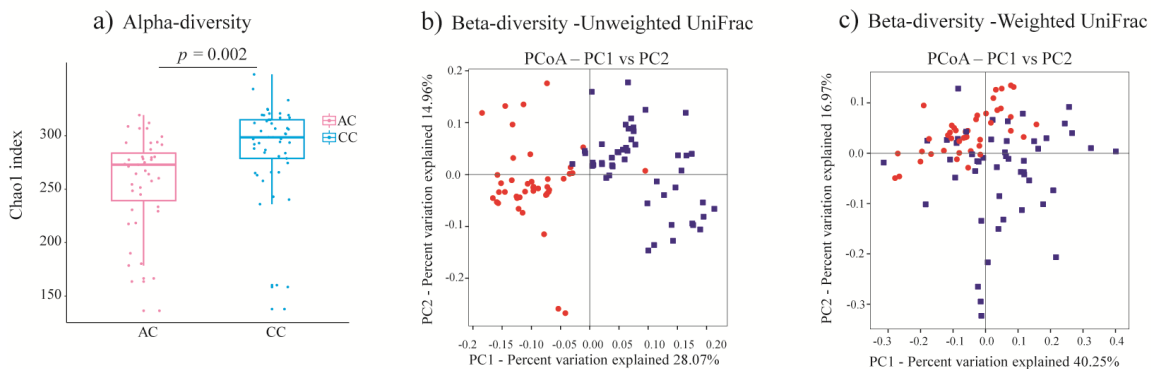 a) Alpha-diversity
p = 0.002
Chao1 index
300
250
200
150
AC
CC
AC
CC
b) Beta-diversity -Unweighted UniFrac
PCoA – PC1 vs PC2
PC2 - Percent variation explained 14.96%
0.2
0.1
0.0
-0.1
-0.2
-0.2 -0.15 -0.10 -0.05 0.00 0.05 0.10 0.15 0.20
PC1 - Percent variation explained 28.07%
c) Beta-diversity -Weighted UniFrac
PCoA – PC1 vs PC2
PC2 - Percent variation explained 16.97%
0.1
0.0
-0.1
-0.2
-0.3
-0.3 -0.2 -0.1 0.0 0.1 0.2 0.3 0.4
PC1 - Percent variation explained 40.25%